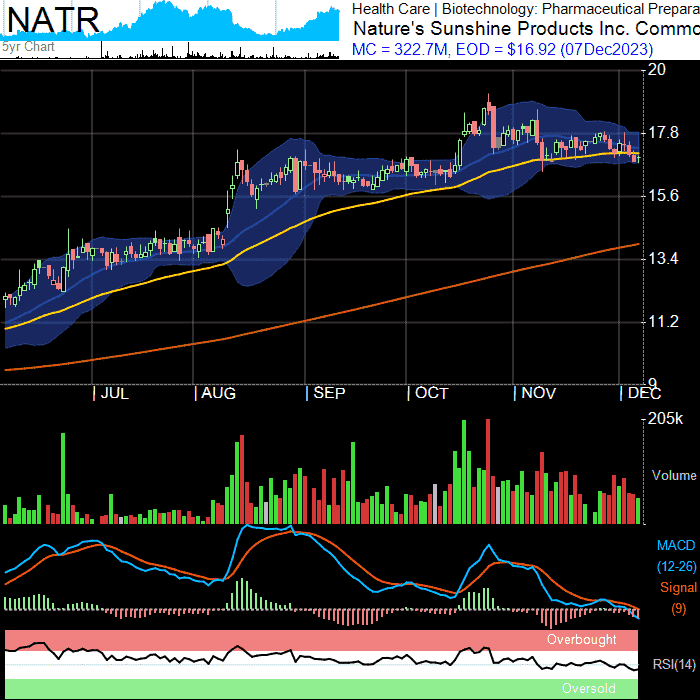 NATR
5yr Chart
Health Care | Biotechnology: Pharmaceutical Prepara
Nature's Sunshine Products Inc. Commo
MC = 322.7M, EOD = $16.92 (07Dec2023)
20
17.8
15.6
13.4
11.2
9
| JUL | AUG | SEP | OCT | NOV | DEC
205k
Volume
MACD
(12-26)
Signal
(9)
Overbought
RSI(14)
Oversold